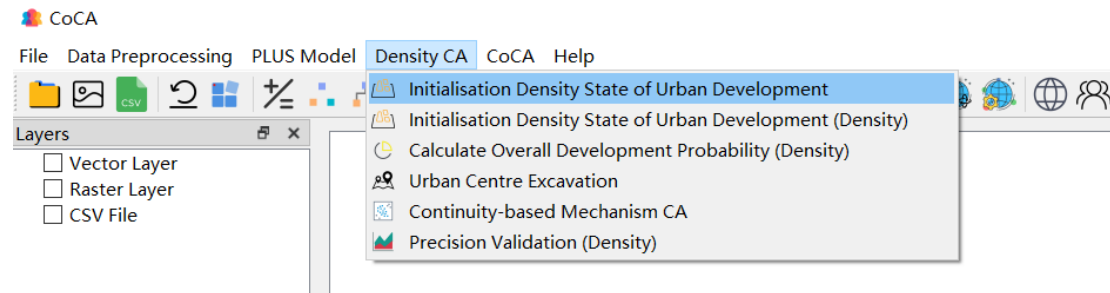 CoCA
File Data Preprocessing PLUS Model Density CA CoCA Help
CSV
Initialisation Density State of Urban Development
Initialisation Density State of Urban Development (Density)
Calculate Overall Development Probability (Density)
Urban Centre Excavation
Continuity-based Mechanism CA
Precision Validation (Density)
Layers
Vector Layer
Raster Layer
CSV File